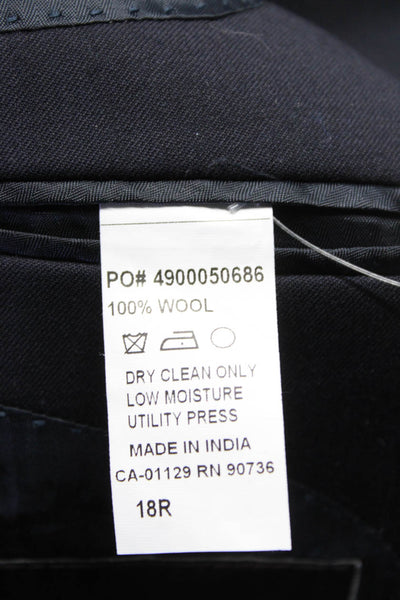 PO# 4900050686
100% WOOL
DRY CLEAN ONLY
LOW MOISTURE
UTILITY PRESS
MADE IN INDIA
CA-01129 RN 90736
18R